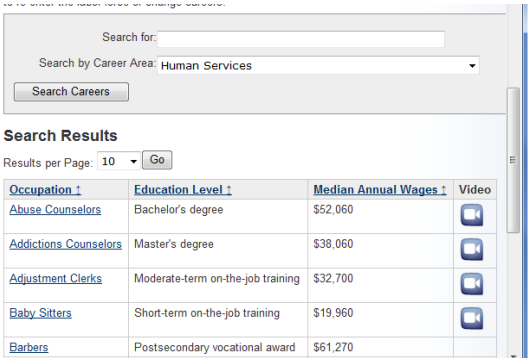 Search for:
Search by Career Area: Human Services
Search Careers
Search Results
Results per Page: 10 Go
Occupation ↑ Education Level ↑ Median Annual Wages ↑ Video
Abuse Counselors Bachelor's degree $52,060
Addictions Counselors Master's degree $38,060
Adjustment Clerks Moderate-term on-the-job training $32,700
Baby Sitters Short-term on-the-job training $19,960
Barbers Postsecondary vocational award $61,270